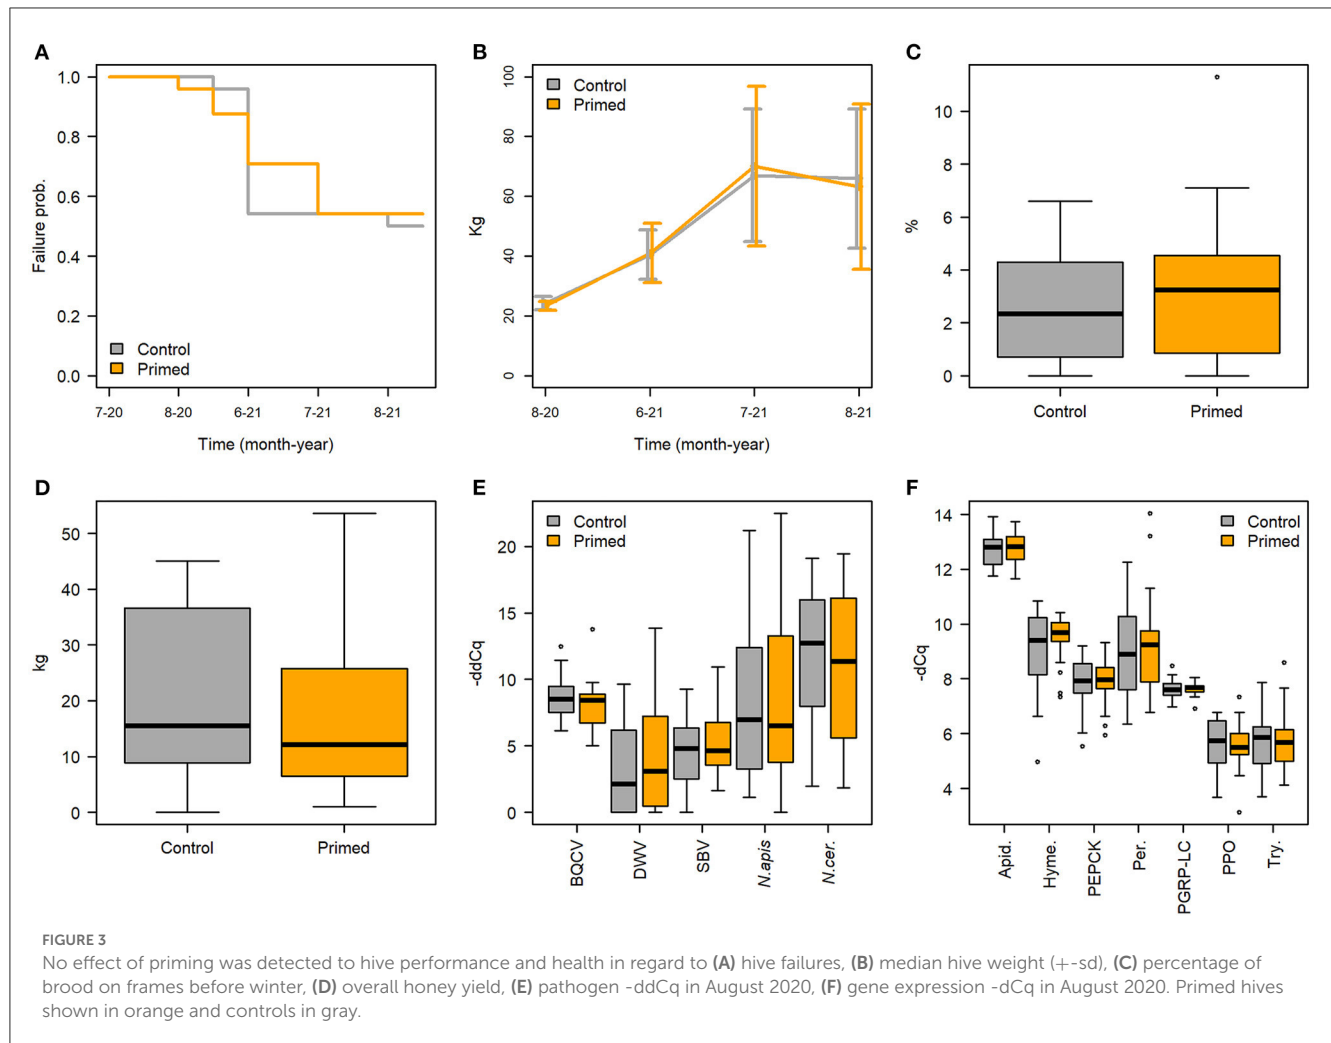 A
Failure prob.
1.0
0.8
0.6
0.4
0.2
0.0
Control
Primed
7-20 8-20 6-21 7-21 8-21
Time (month-year)
B
Kg
100
80
60
40
20
0
Control
Primed
8-20 6-21 7-21 8-21
Time (month-year)
C
%
10
8
6
4
2
0
Control Primed
D
kg
50
40
30
20
10
0
Control Primed
E
-ddCq
20
15
10
5
0
Control
Primed
BQCV DWV SBV N.apis N.cer.
F
-dCq
14
12
10
8
6
4
Control
Primed
Apid. Hyme. PEPCK Per. PGRP-LC PPO Try.
FIGURE 3
No effect of priming was detected to hive performance and health in regard to (A) hive failures, (B) median hive weight (+-sd), (C) percentage of
brood on frames before winter, (D) overall honey yield, (E) pathogen -ddCq in August 2020, (F) gene expression -dCq in August 2020. Primed hives
shown in orange and controls in gray.